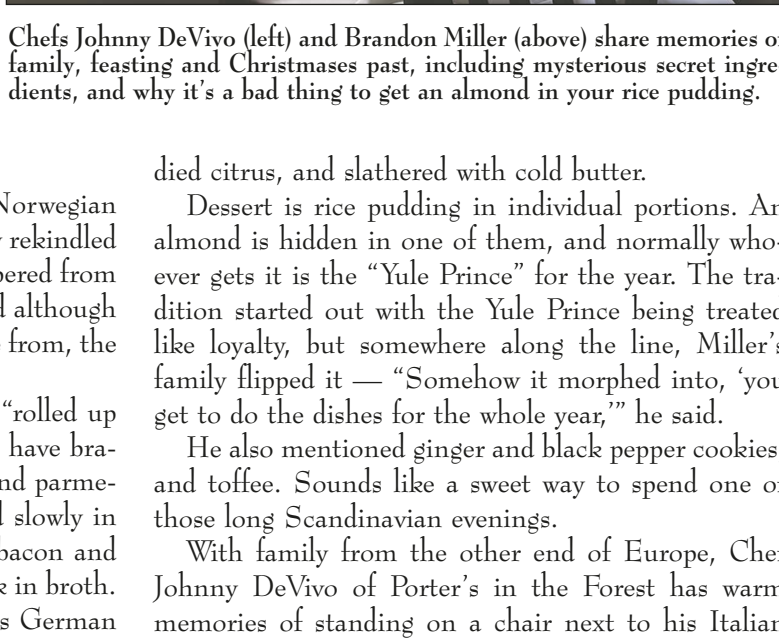 Chefs Johnny DeVivo (left) and Brandon Miller (above) share memories of
family, feasting and Christmases past, including mysterious secret ingre-
dients, and why it's a bad thing to get an almond in your rice pudding.
Norwegian
rekindled
pered from
although
from, the
“rolled up
have bra-
nd parme-
slowly in
bacon and
in broth.
s German
died citrus, and slathered with cold butter.
Dessert is rice pudding in individual portions. An
almond is hidden in one of them, and normally who-
ever gets it is the “Yule Prince” for the year. The tra-
dition started out with the Yule Prince being treated
like loyalty, but somewhere along the line, Miller's
family flipped it — “Somehow it morphed into, ‘you
get to do the dishes for the whole year,’” he said.
He also mentioned ginger and black pepper cookies
and toffee. Sounds like a sweet way to spend one of
those long Scandinavian evenings.
With family from the other end of Europe, Chef
Johnny DeVivo of Porter's in the Forest has warm
memories of standing on a chair next to his Italian